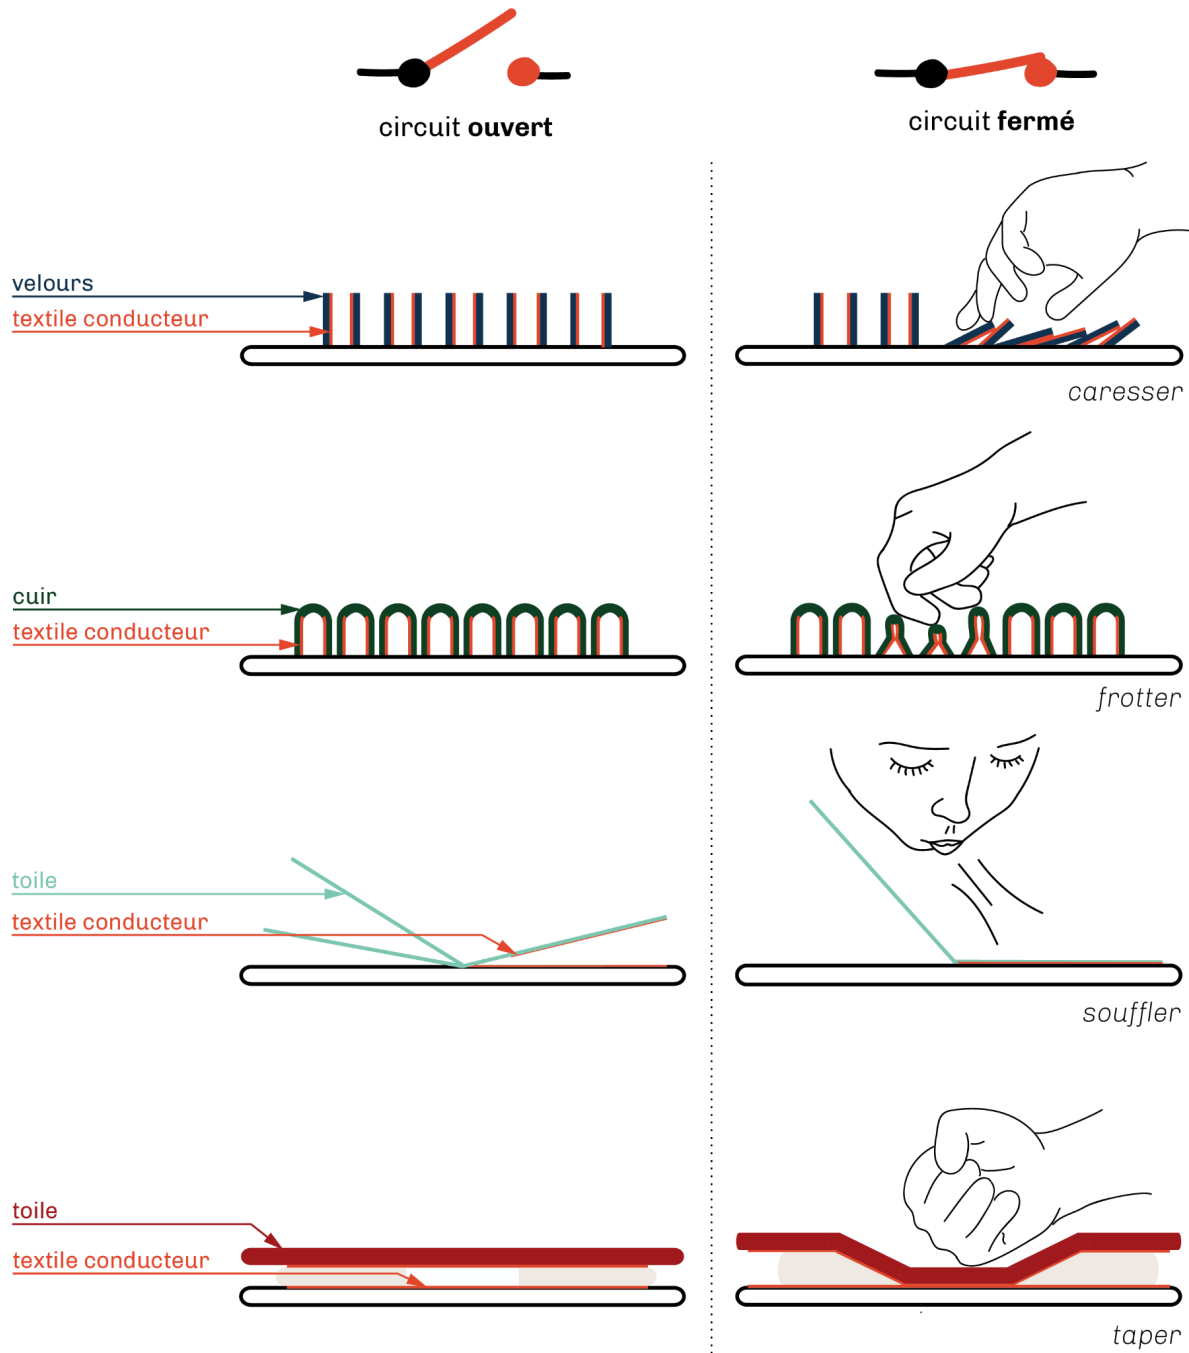 circuit ouvert
circuit fermé
velours
textile conducteur
caresser
cuir
textile conducteur
frotter
toile
textile conducteur
souffler
toile
textile conducteur
taper